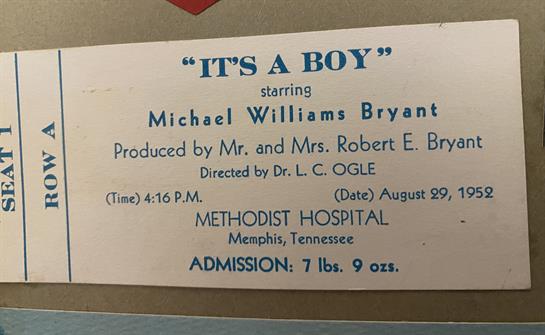 SEAT 1
ROW A
"IT'S A BOY"
starring
Michael Williams Bryant
Produced by Mr. and Mrs. Robert E. Bryant
Directed by Dr. L. C. OGLE
(Time) 4:16 P.M. (Date) August 29, 1952
METHODIST HOSPITAL
Memphis, Tennessee
ADMISSION: 7 lbs. 9 ozs.